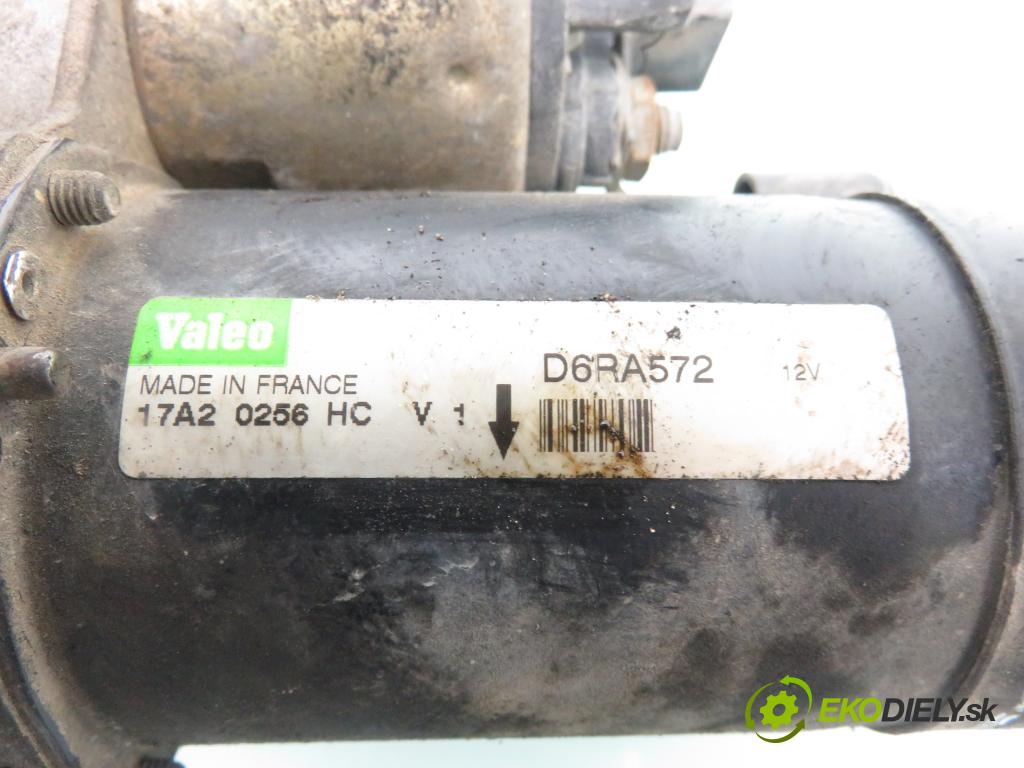 Valeo
MADE IN FRANCE
17A2 0256 HC V 1
D6RA572 12V
EKODIELY.sk